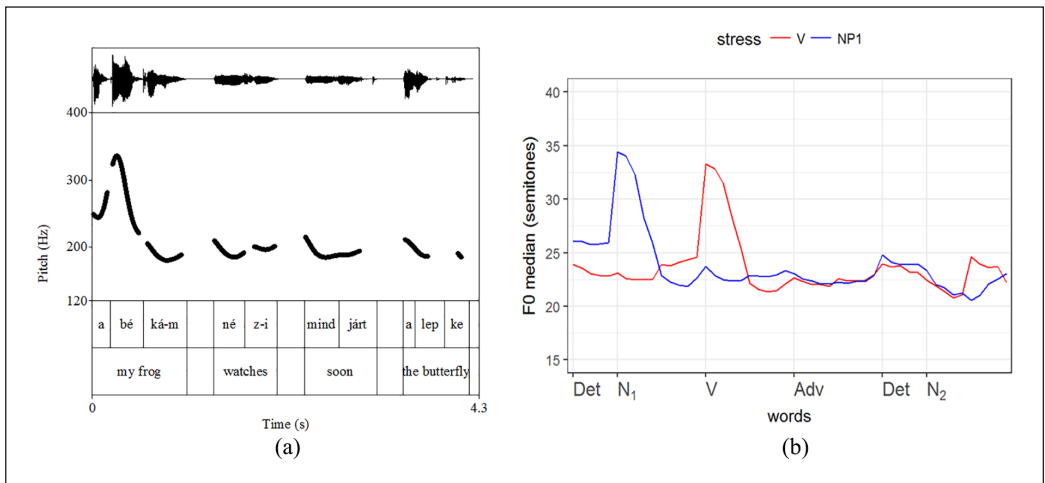 400
300
200
120
Pitch (Hz)
a bé ká-m né z-i mind járt a lep ke
my frog watches soon the butterfly
0 4.3
Time (s)
(a)
stress V NP1
40
35
30
25
20
15
F0 median (semitones)
Det N₁ V Adv Det N₂
words
(b)